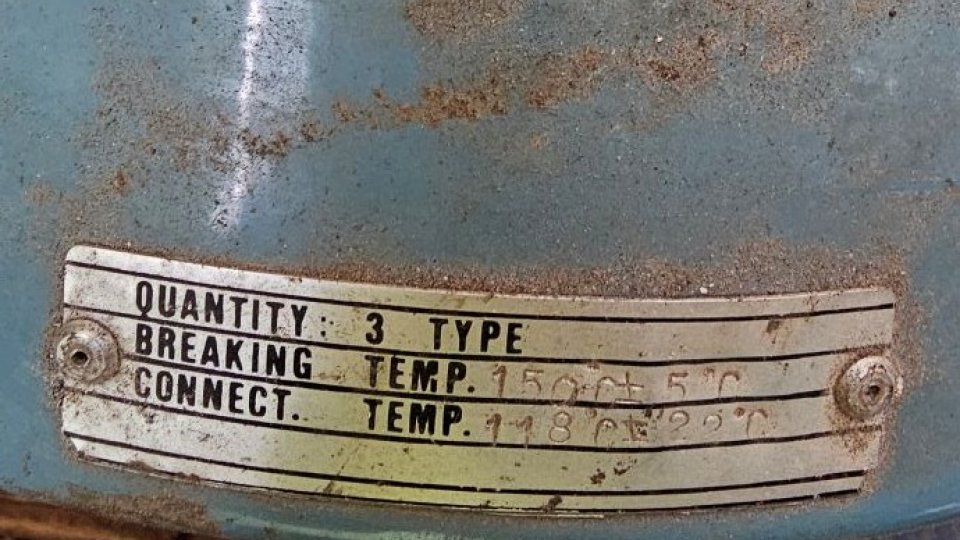 QUANTITY: 3 TYPE
BREAKING TEMP. 150°C± 5°C
CONNECT. TEMP. 118°C±